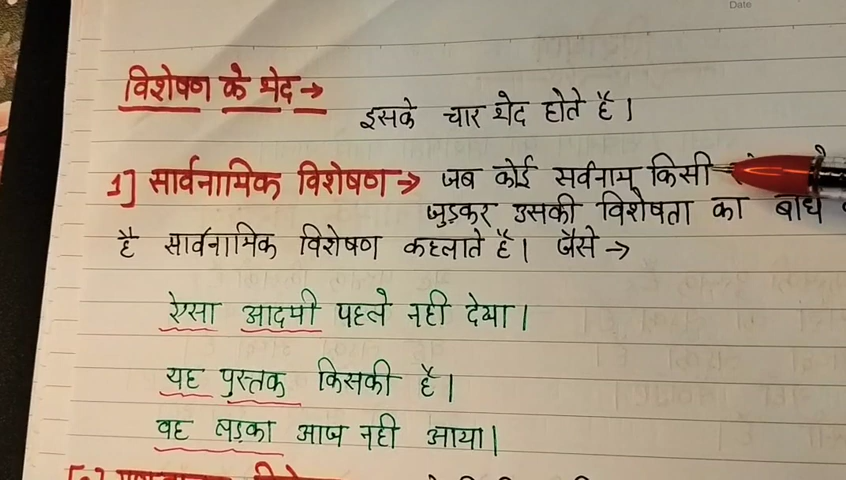 Date
विशेषण के भेद →
इसके चार भेद होते है।
1] सार्वनामिक विशेषण → जब कोई सर्वनाम किसी
जुड़कर उसकी विशेषता का बोध
है सार्वनामिक विशेषण कहलाते है। जैसे →
ऐसा आदमी पहले नही देखा।
यह पुस्तक किसकी है।
वह लड़का आज नही आया।